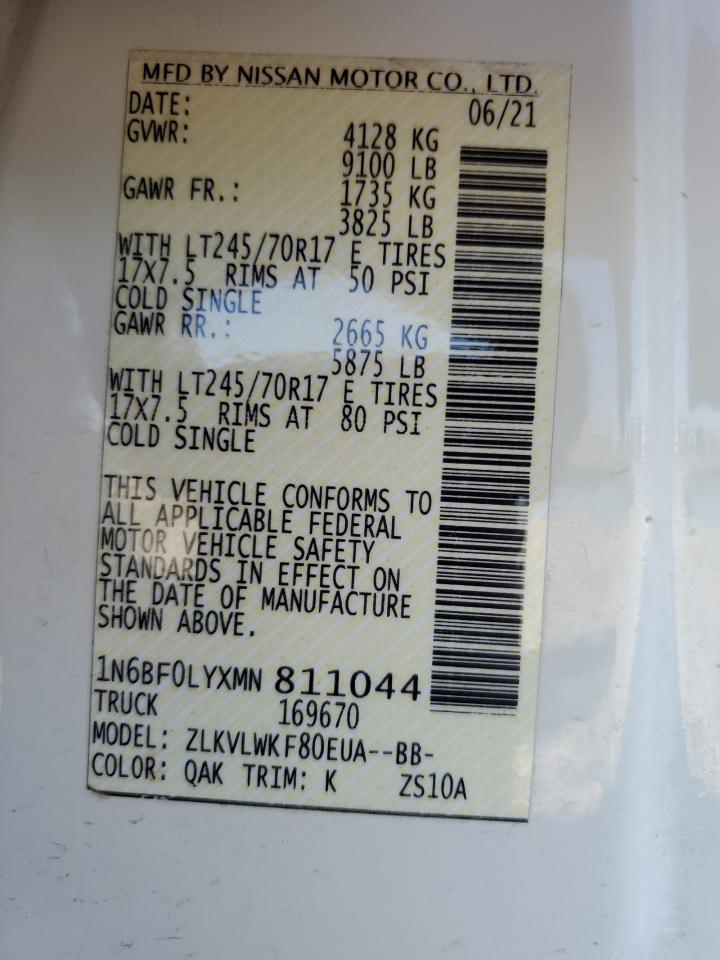 MFD BY NISSAN MOTOR CO., LTD.
DATE: 06/21
GVWR: 4128 KG
9100 LB
GAWR FR.: 1735 KG
3825 LB
WITH LT245/70R17 E TIRES
17X7.5 RIMS AT 50 PSI
COLD SINGLE
GAWR RR.: 2665 KG
5875 LB
WITH LT245/70R17 E TIRES
17X7.5 RIMS AT 80 PSI
COLD SINGLE
THIS VEHICLE CONFORMS TO
ALL APPLICABLE FEDERAL
MOTOR VEHICLE SAFETY
STANDARDS IN EFFECT ON
THE DATE OF MANUFACTURE
SHOWN ABOVE.
1N6BF0LYXMN 811044
TRUCK 169670
MODEL: ZLKVLWKF80EUA--BB-
COLOR: QAK TRIM: K ZS10A